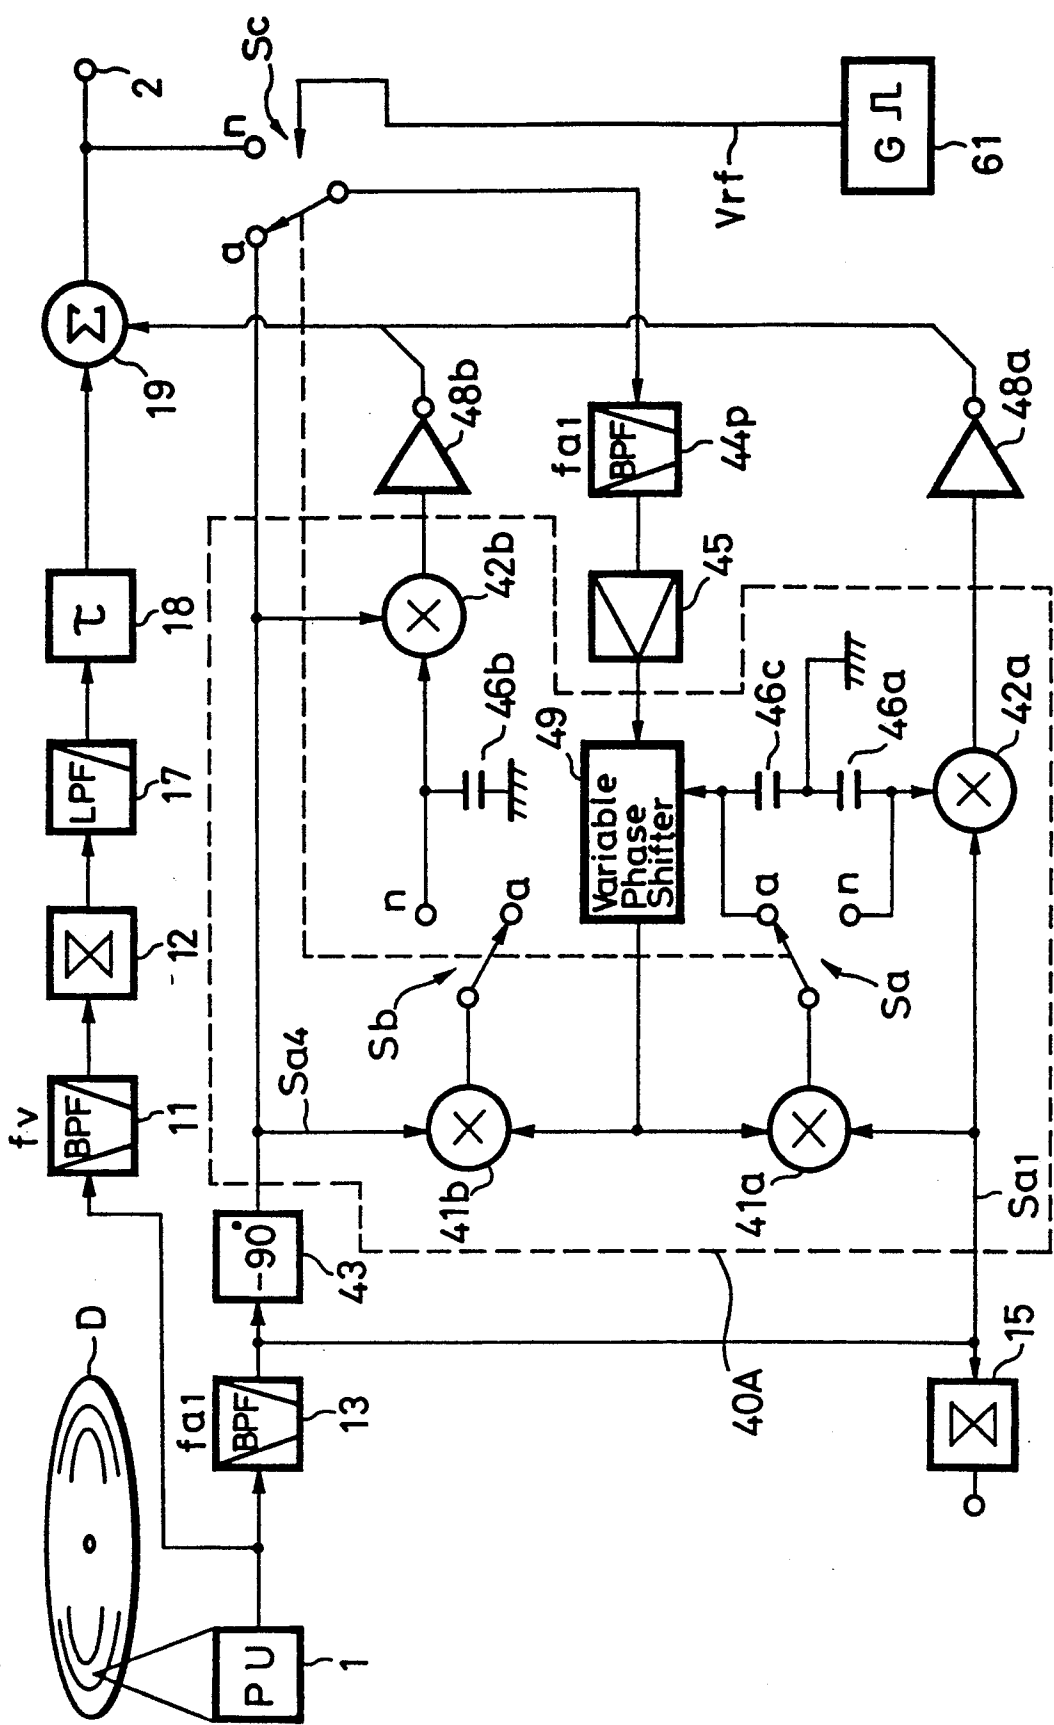 D
PU
1
fv
BPF
11
12
LPF
17
τ
18
Σ
19
2
fa1
BPF
13
-90°
43
Sa4
a
n
Sc
41b
Sb
n
a
46b
42b
48b
Variable
Phase
Shifter
49
45
fa1
BPF
44p
Vrf
G
61
41a
Sa
a
n
46c
46a
42a
48a
40A
Sa1
15